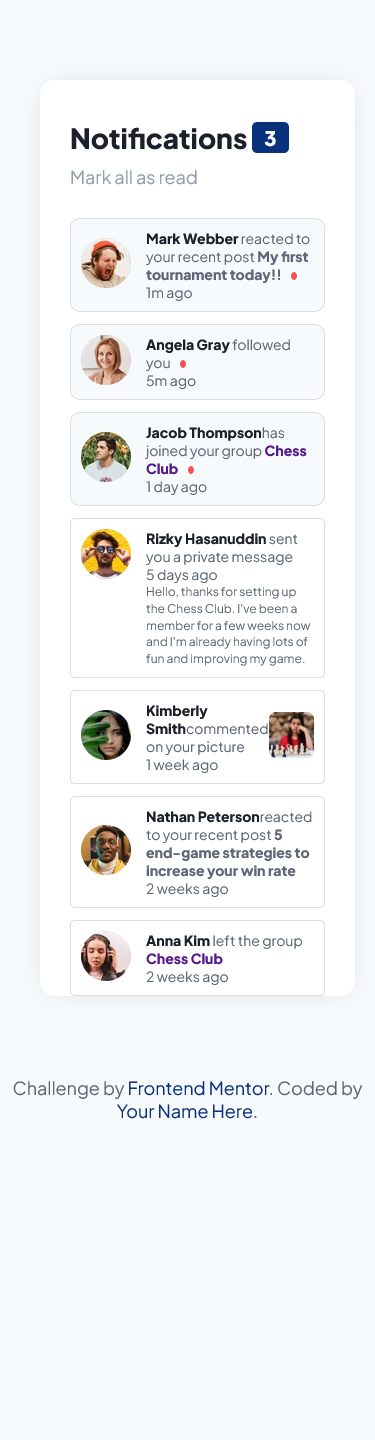 Notifications 3
Mark all as read
Mark Webber reacted to
your recent post My first
tournament today!!
1m ago
Angela Gray followed
you
5m ago
Jacob Thompsonhas
joined your group Chess
Club
1 day ago
Rizky Hasanuddin sent
you a private message
5 days ago
Hello, thanks for setting up
the Chess Club. I've been a
member for a few weeks now
and I'm already having lots of
fun and improving my game.
Kimberly
Smithcommented
on your picture
1 week ago
Nathan Petersonreacted
to your recent post 5
end-game strategies to
increase your win rate
2 weeks ago
Anna Kim left the group
Chess Club
2 weeks ago
Challenge by Frontend Mentor. Coded by
Your Name Here.